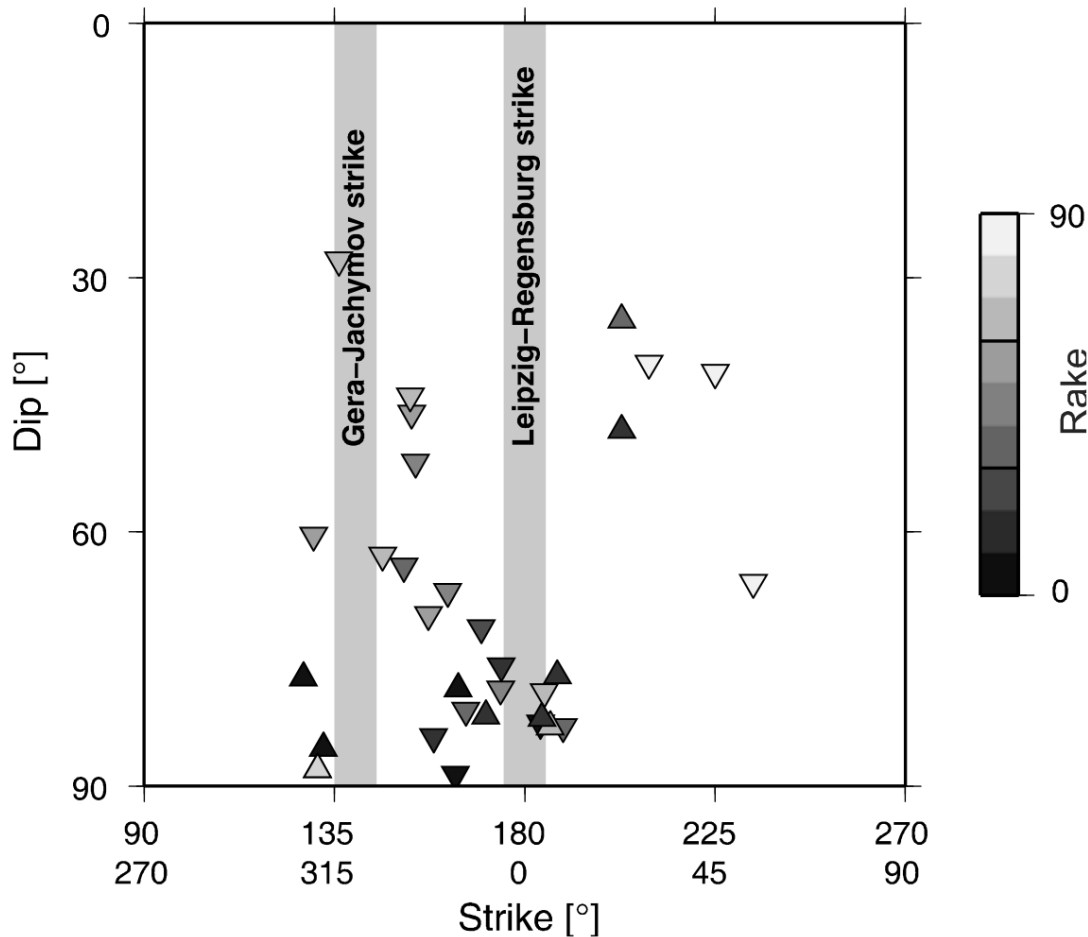 0
30
60
90
Dip [°]
Gera–Jachymov strike
Leipzig–Regensburg strike
90 135 180 225 270
270 315 0 45 90
Strike [°]
90
0
Rake